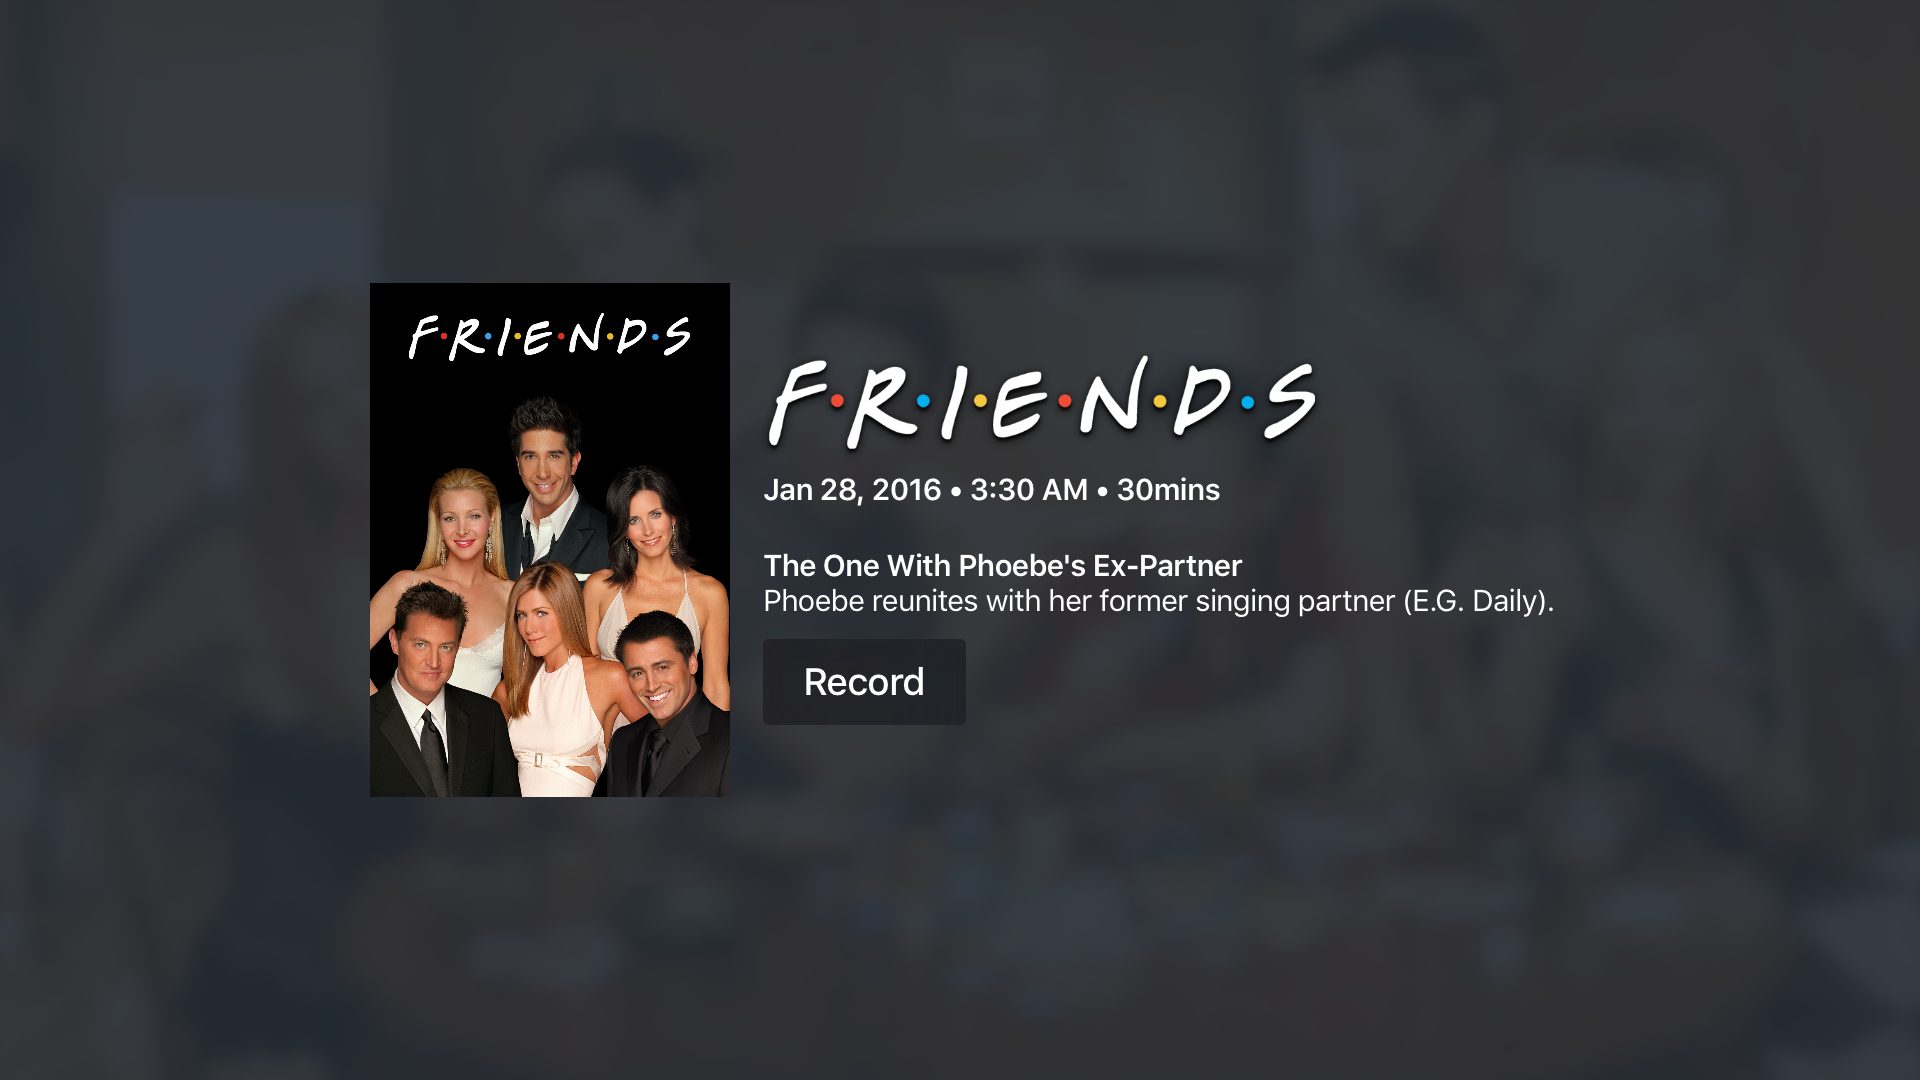 F•R•I•E•N•D•S
F•R•I•E•N•D•S
Jan 28, 2016 • 3:30 AM • 30mins
The One With Phoebe's Ex-Partner
Phoebe reunites with her former singing partner (E.G. Daily).
Record